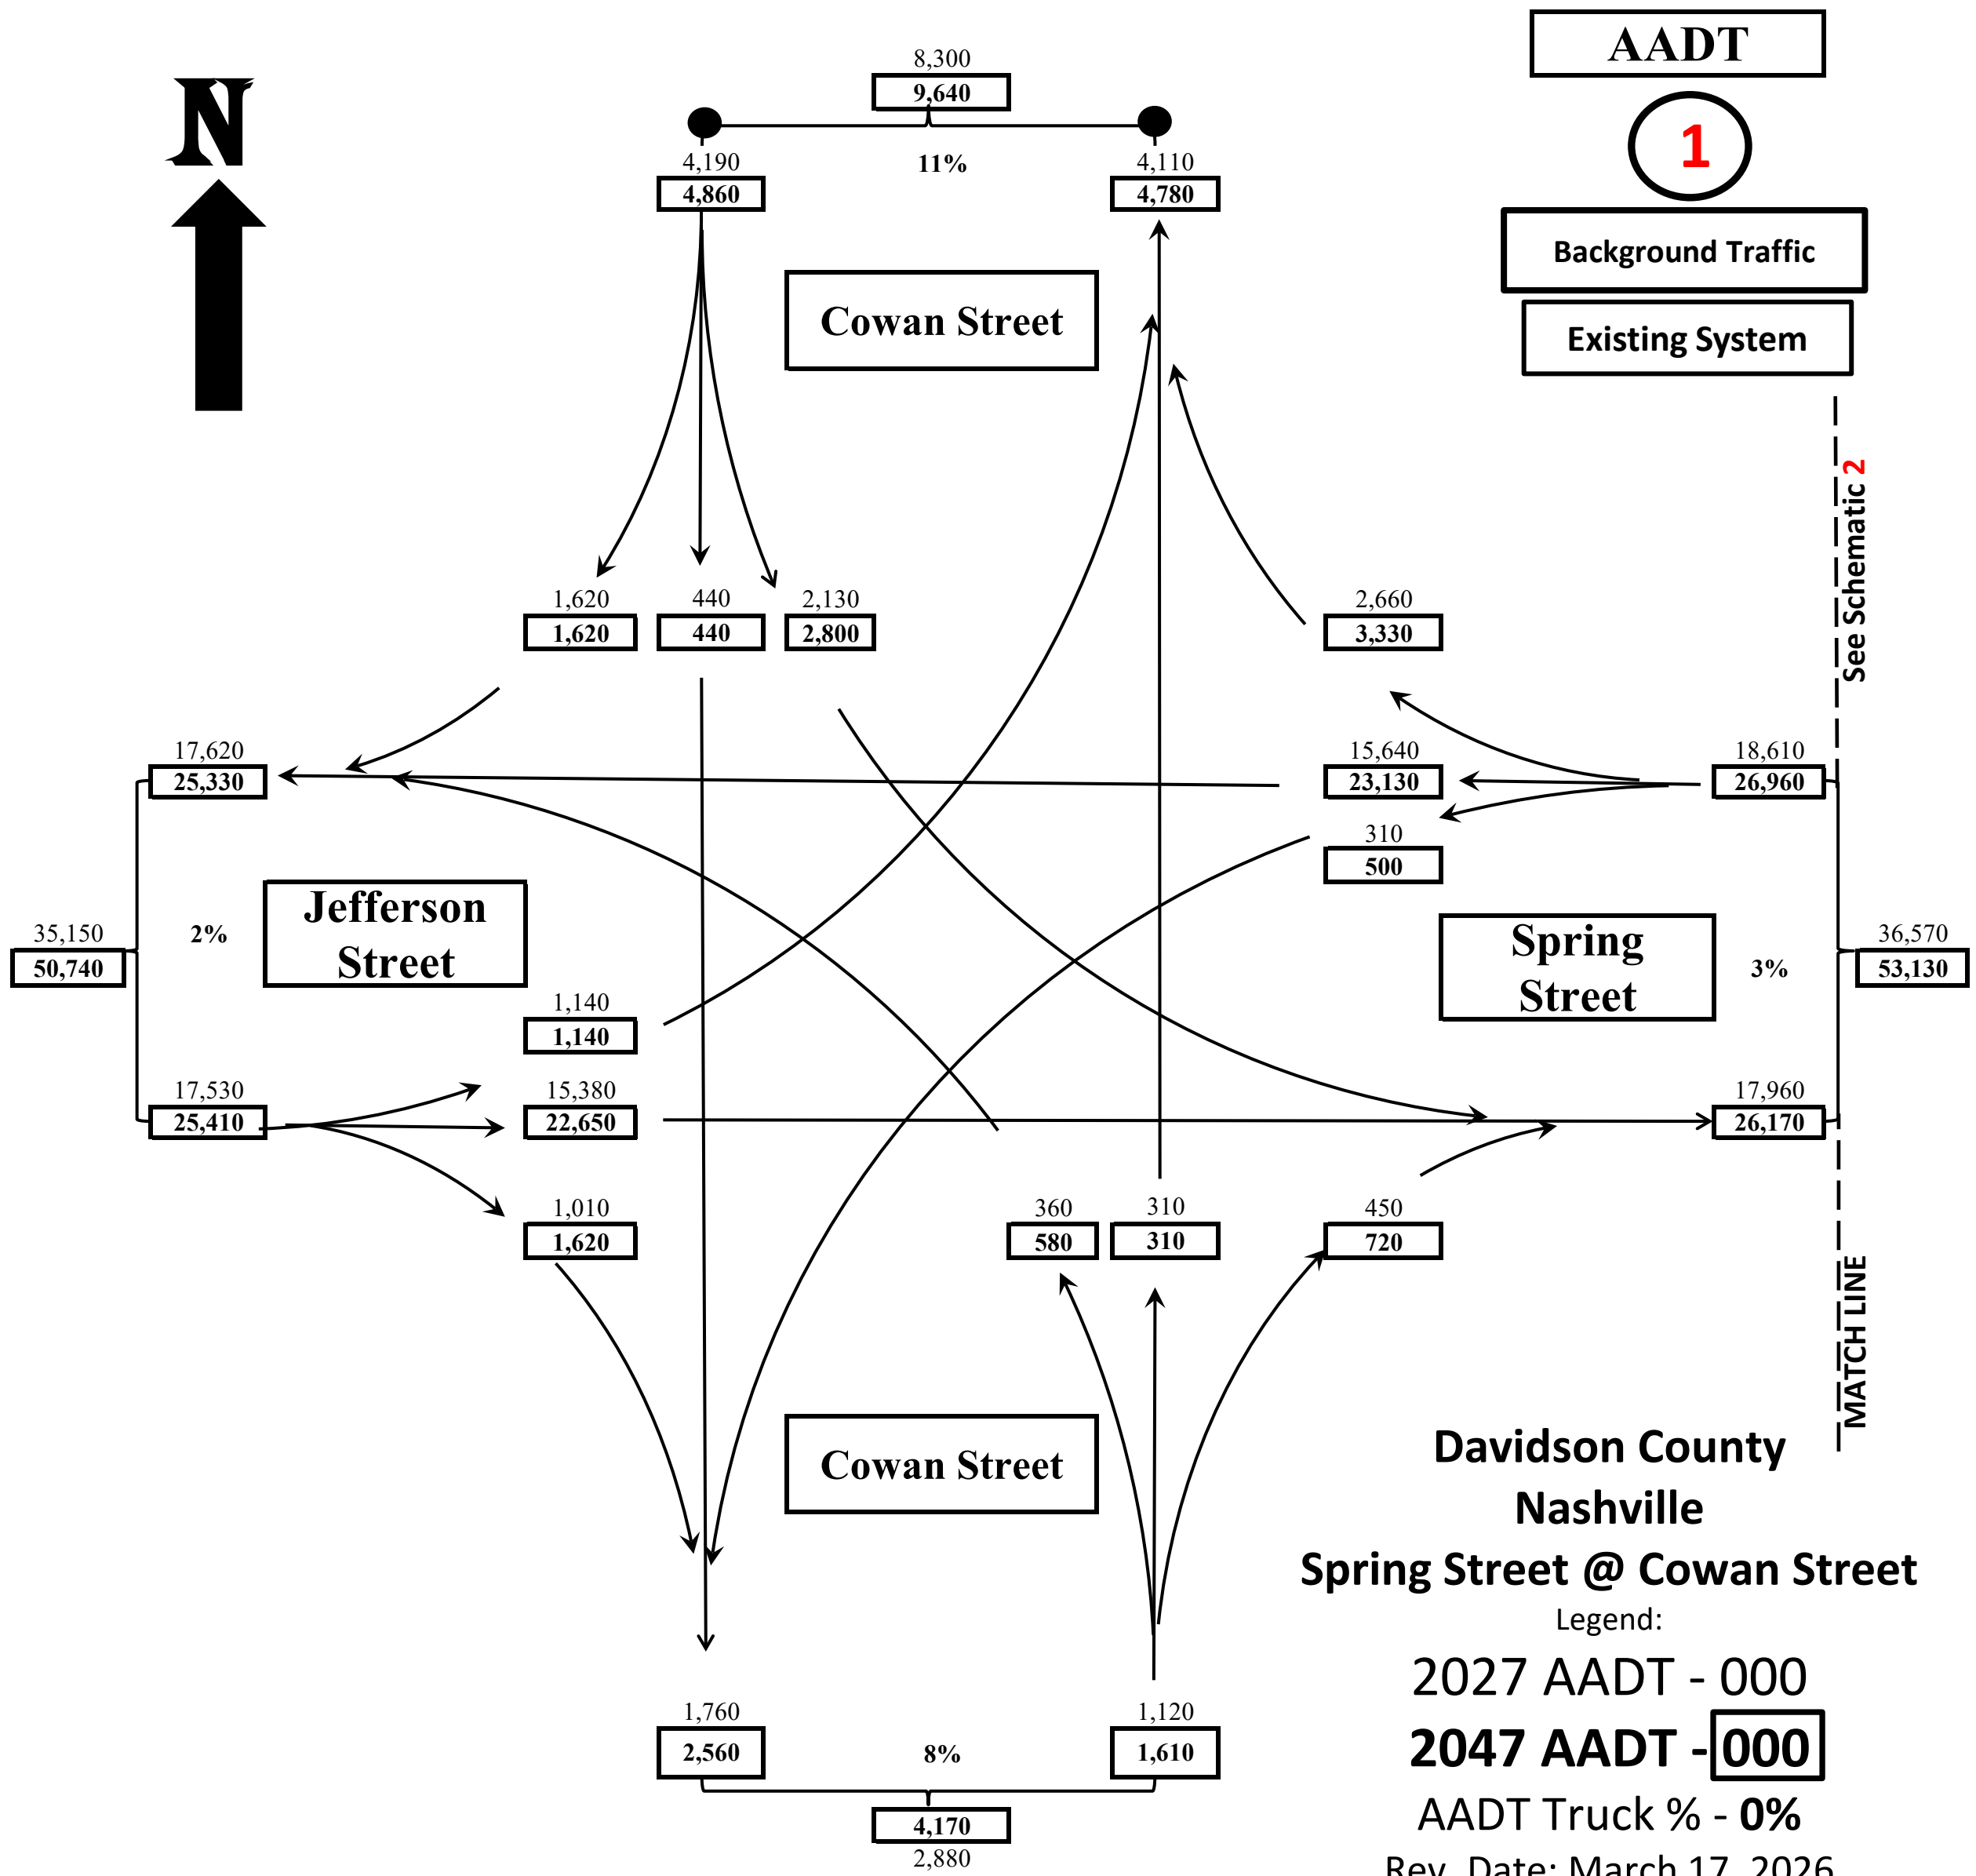 AADT
8,300
N
9,640
1
4,190
11%
4,110
4,860
4,780
Background Traffic
Cowan Street
Existing System
See Schematic 2
1,620
440
2,130
2,660
1,620
440
2,800
3,330
17,620
15,640
18,610
25,330
23,130
26,960
310
500
Jefferson
Street
35,150
2%
50,740
Spring
Street
36,570
3%
53,130
1,140
1,140
17,530
15,380
17,960
25,410
22,650
26,170
1,010
360
310
450
1,620
580
310
720
MATCH LINE
Cowan Street
Davidson County
Nashville
Spring Street @ Cowan Street
Legend:
2027 AADT - 000
1,760
1,120
2,560
8%
1,610
2047 AADT - 000
4,170
AADT Truck % - 0%
2,880
Rev. Date: March 17, 2026